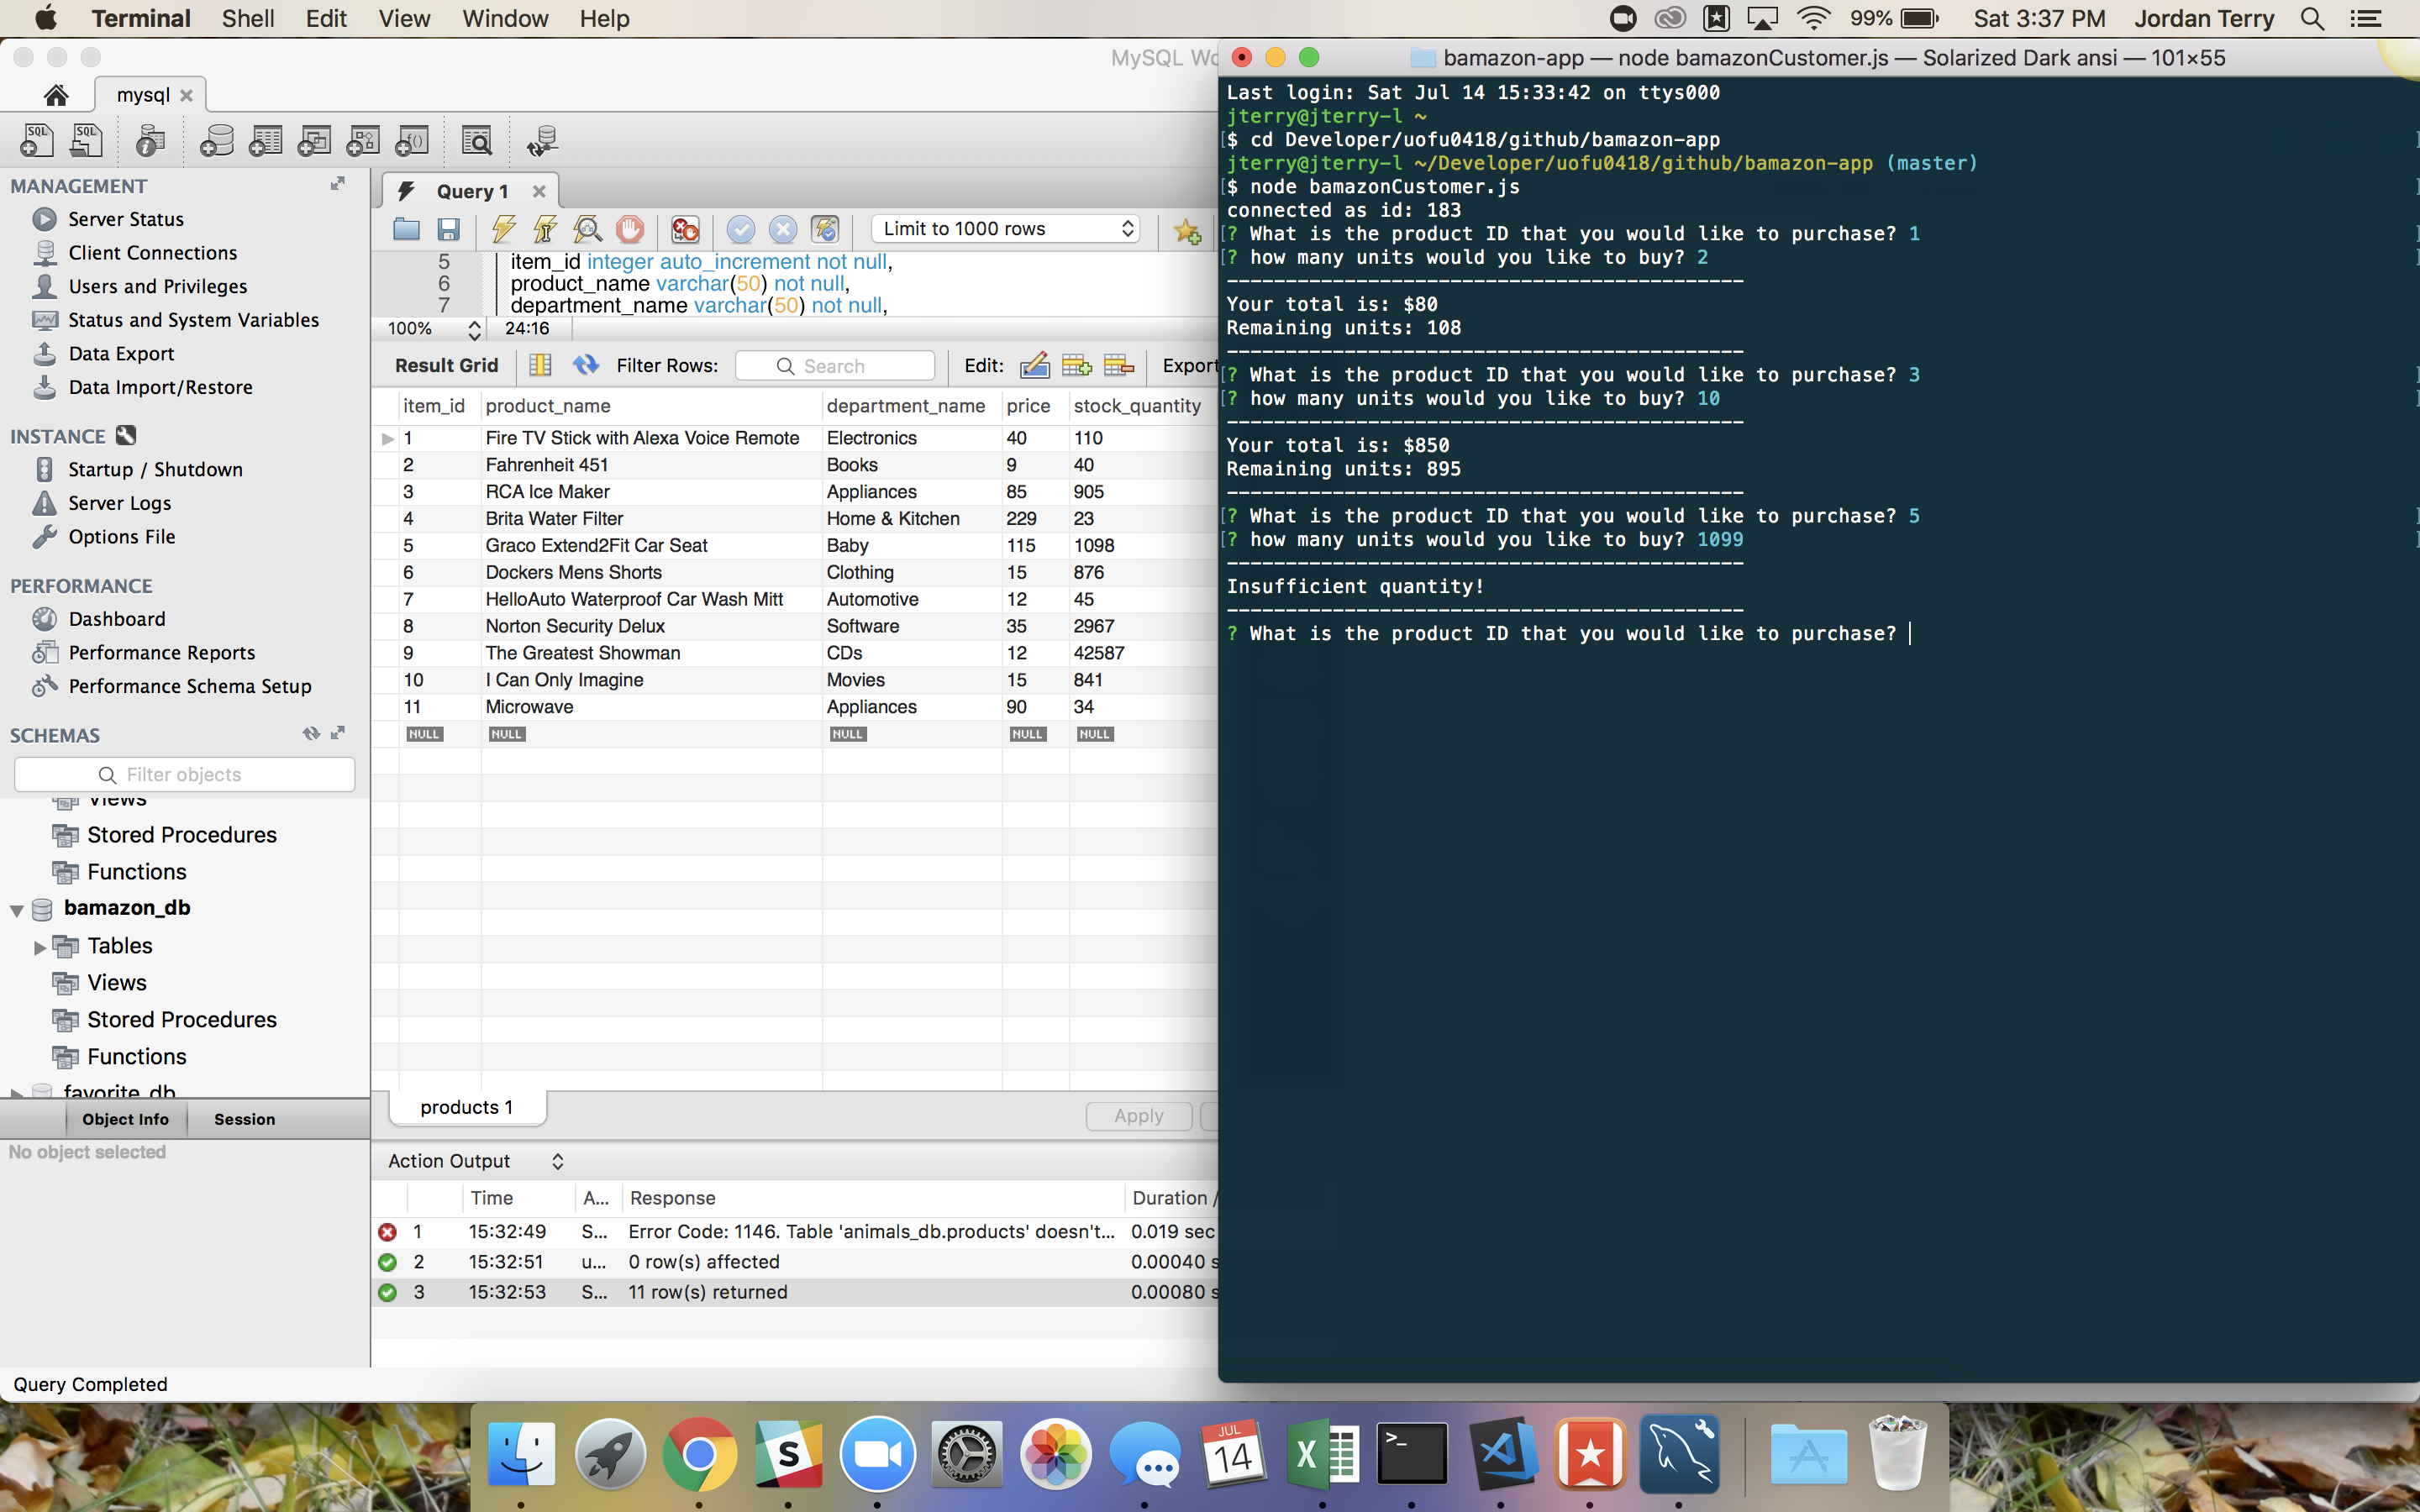 Terminal Shell Edit View Window Help 99% Sat 3:37 PM Jordan Terry
MySQL Wo
mysql
SQL SQL
MANAGEMENT
Server Status
Client Connections
Users and Privileges
Status and System Variables
Data Export
Data Import/Restore
INSTANCE
Startup / Shutdown
Server Logs
Options File
PERFORMANCE
Dashboard
Performance Reports
Performance Schema Setup
SCHEMAS
Filter objects
Views
Stored Procedures
Functions
bamazon_db
Tables
Views
Stored Procedures
Functions
favorite_db
Object Info Session
No object selected
Query Completed
Query 1
Limit to 1000 rows
5 item_id integer auto_increment not null,
6 product_name varchar(50) not null,
7 department_name varchar(50) not null,
100% 24:16
Result Grid Filter Rows: Search Edit: Export
item_id product_name department_name price stock_quantity
1 Fire TV Stick with Alexa Voice Remote Electronics 40 110
2 Fahrenheit 451 Books 9 40
3 RCA Ice Maker Appliances 85 905
4 Brita Water Filter Home & Kitchen 229 23
5 Graco Extend2Fit Car Seat Baby 115 1098
6 Dockers Mens Shorts Clothing 15 876
7 HelloAuto Waterproof Car Wash Mitt Automotive 12 45
8 Norton Security Delux Software 35 2967
9 The Greatest Showman CDs 12 42587
10 I Can Only Imagine Movies 15 841
11 Microwave Appliances 90 34
NULL NULL NULL NULL NULL
products 1
Apply
Action Output
Time A... Response Duration /
1 15:32:49 S... Error Code: 1146. Table 'animals_db.products' doesn't... 0.019 sec
2 15:32:51 u... 0 row(s) affected 0.00040 s
3 15:32:53 S... 11 row(s) returned 0.00080 s
bamazon-app — node bamazonCustomer.js — Solarized Dark ansi — 101×55
Last login: Sat Jul 14 15:33:42 on ttys000
jterry@jterry-l ~
[$ cd Developer/uofu0418/github/bamazon-app ]
jterry@jterry-l ~/Developer/uofu0418/github/bamazon-app (master)
[$ node bamazonCustomer.js ]
connected as id: 183
[? What is the product ID that you would like to purchase? 1 ]
[? how many units would you like to buy? 2 ]
--------------------------------------------
Your total is: $80
Remaining units: 108
--------------------------------------------
[? What is the product ID that you would like to purchase? 3 ]
[? how many units would you like to buy? 10 ]
--------------------------------------------
Your total is: $850
Remaining units: 895
--------------------------------------------
[? What is the product ID that you would like to purchase? 5 ]
[? how many units would you like to buy? 1099 ]
--------------------------------------------
Insufficient quantity!
--------------------------------------------
? What is the product ID that you would like to purchase?
S JUL 14 X >_